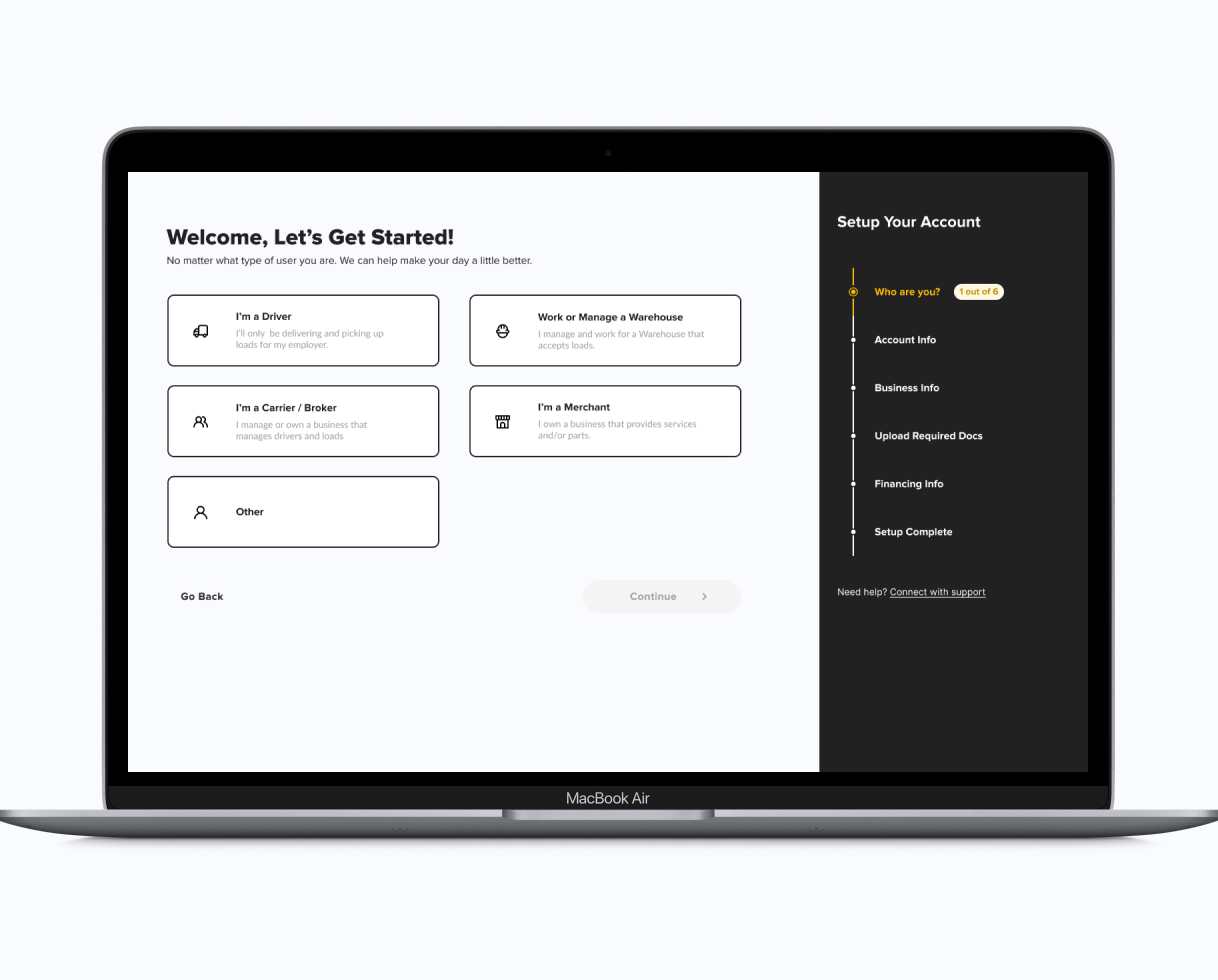 Welcome, Let's Get Started!
No matter what type of user you are. We can help make your day a little better.
I'm a Driver
I'll only  be delivering and picking up
loads for my employer.
Work or Manage a Warehouse
I manage and work for a Warehouse that
accepts loads.
I'm a Carrier / Broker
I manage or own a business that
manages drivers and loads
I'm a Merchant
I own a business that provides services
and/or parts.
Other
Go Back
Continue
Setup Your Account
Who are you? 1 out of 6
Account Info
Business Info
Upload Required Docs
Financing Info
Setup Complete
Need help? Connect with support
MacBook Air